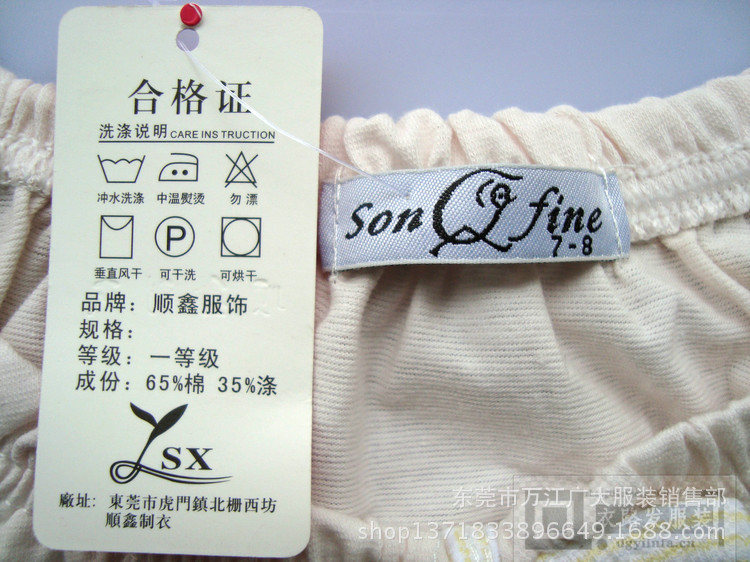 合格证
洗涤说明 CARE INS TRUCTION
冲水洗涤 中温熨烫 勿漂
P
垂直风干 可干洗 可烘干
品牌：顺鑫服饰
规格：
等级：一等级
成份：65%棉 35%涤
SX
廠址：東莞市虎門鎮北栅西坊
順鑫制衣
Son fine
7-8
东莞市万江广大服装销售部
shop1371833896649.1688.com